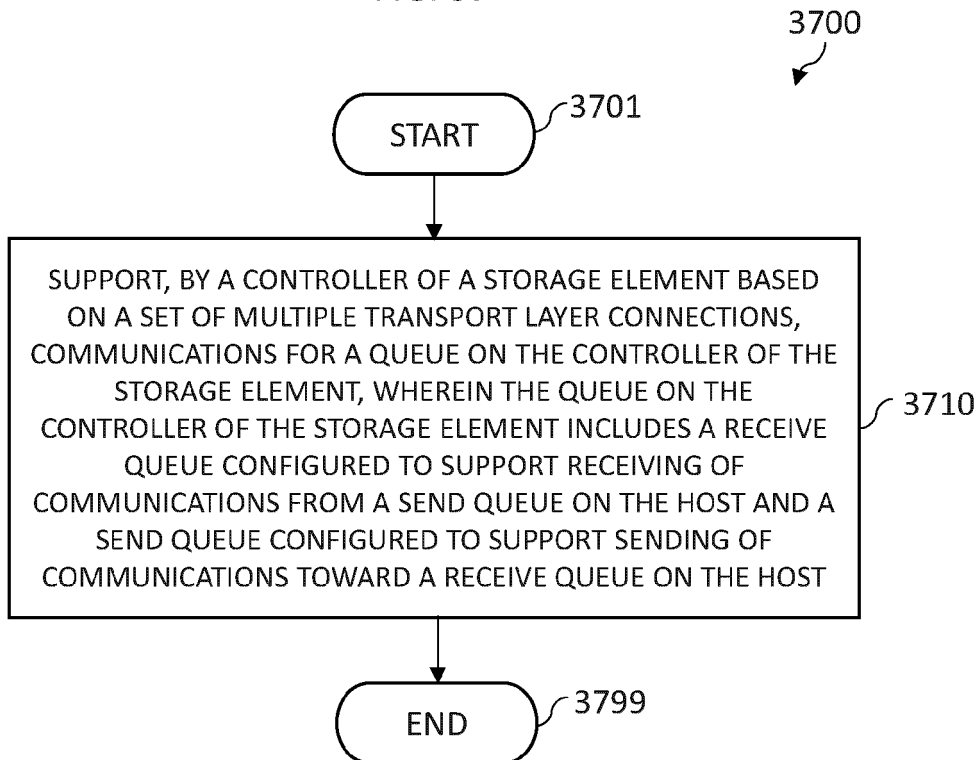 3700
START
3701
SUPPORT, BY A CONTROLLER OF A STORAGE ELEMENT BASED
ON A SET OF MULTIPLE TRANSPORT LAYER CONNECTIONS,
COMMUNICATIONS FOR A QUEUE ON THE CONTROLLER OF THE
STORAGE ELEMENT, WHEREIN THE QUEUE ON THE
CONTROLLER OF THE STORAGE ELEMENT INCLUDES A RECEIVE
QUEUE CONFIGURED TO SUPPORT RECEIVING OF
COMMUNICATIONS FROM A SEND QUEUE ON THE HOST AND A
SEND QUEUE CONFIGURED TO SUPPORT SENDING OF
COMMUNICATIONS TOWARD A RECEIVE QUEUE ON THE HOST
3710
END
3799